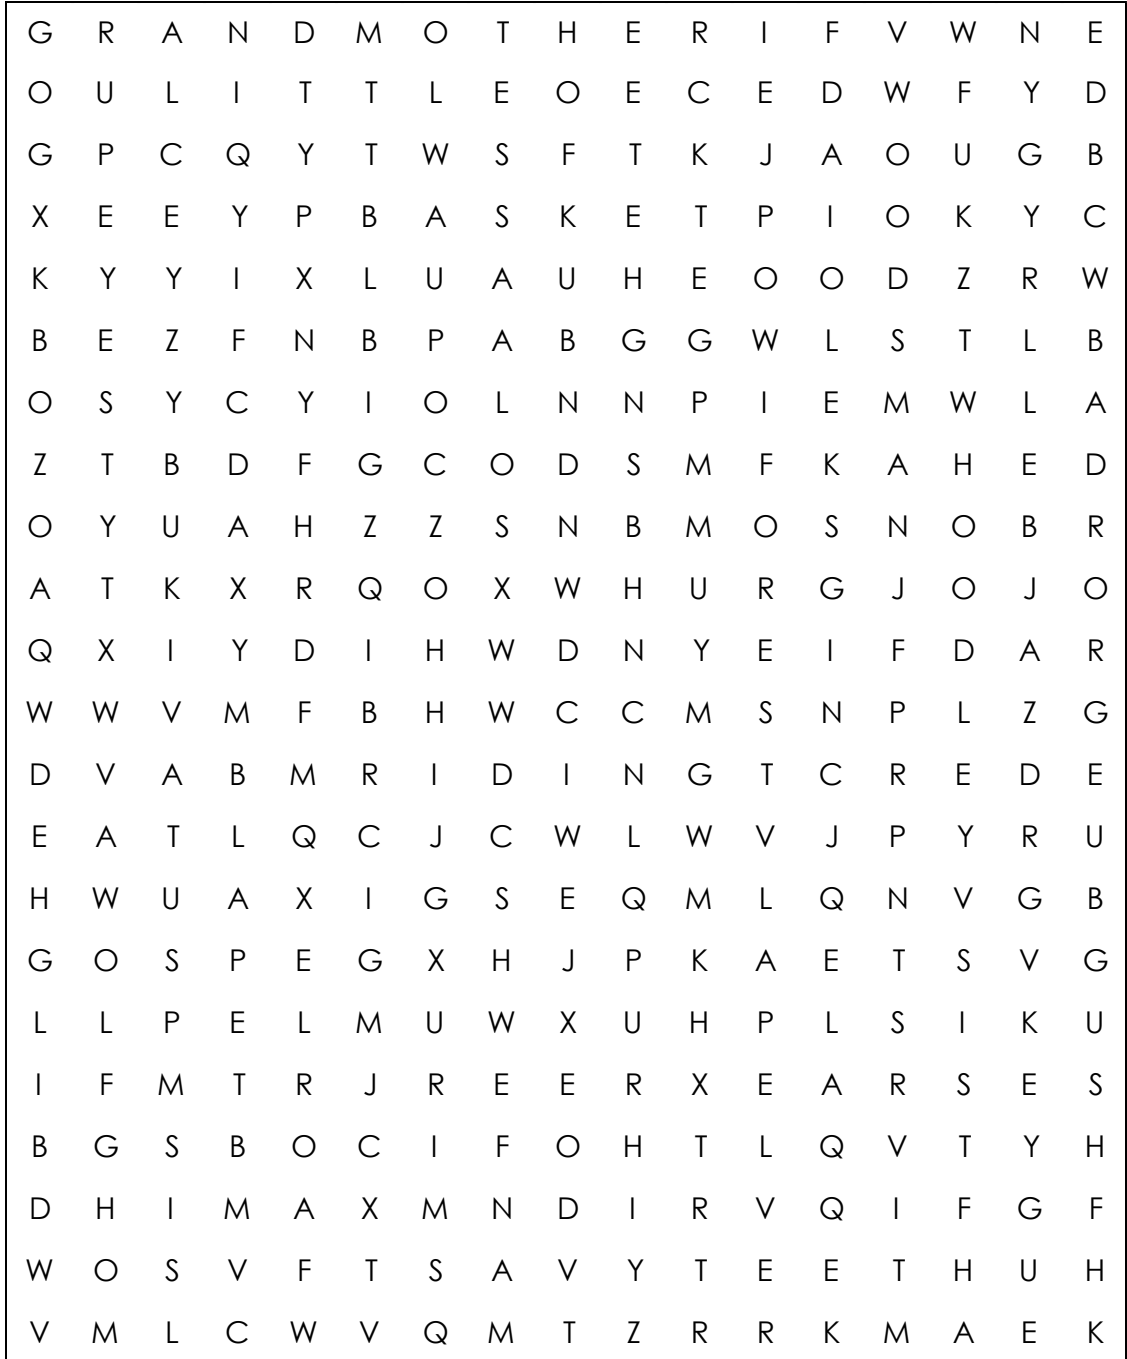 G R A N D M O T H E R I F V W N E
O U L I T T L E O E C E D W F Y D
G P C Q Y T W S F T K J A O U G B
X E E Y P B A S K E T P I O K Y C
K Y Y I X L U A U H E O O D Z R W
B E Z F N B P A B G G W L S T L B
O S Y C Y I O L N N P I E M W L A
Z T B D F G C O D S M F K A H E D
O Y U A H Z Z S N B M O S N O B R
A T K X R Q O X W H U R G J O J O
Q X I Y D I H W D N Y E I F D A R
W W V M F B H W C C M S N P L Z G
D V A B M R I D I N G T C R E D E
E A T L Q C J C W L W V J P Y R U
H W U A X I G S E Q M L Q N V G B
G O S P E G X H J P K A E T S V G
L L P E L M U W X U H P L S I K U
I F M T R J R E E R X E A R S E S
B G S B O C I F O H T L Q V T Y H
D H I M A X M N D I R V Q I F G F
W O S V F T S A V Y T E E T H U H
V M L C W V Q M T Z R R K M A E K